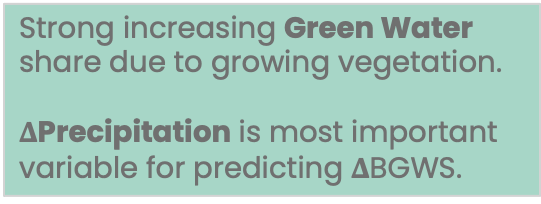 Strong increasing Green Water
share due to growing vegetation.
ΔPrecipitation is most important
variable for predicting ΔBGWS.